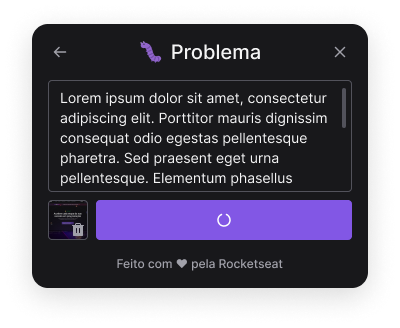 Problema
Lorem ipsum dolor sit amet, consectetur
adipiscing elit. Porttitor mauris dignissim
consequat odio egestas pellentesque
pharetra. Sed praesent eget urna
pellentesque. Elementum phasellus
Feito com ♥ pela Rocketseat